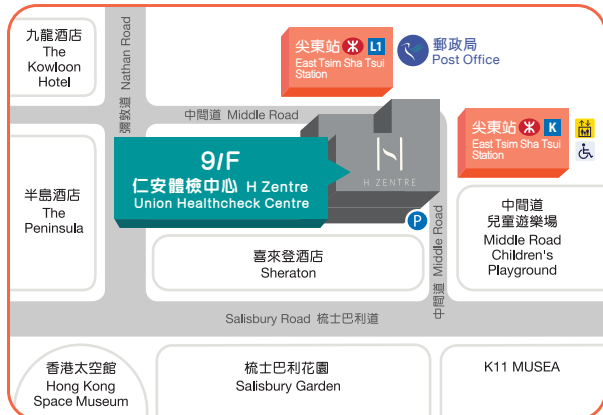 九龍酒店
The
Kowloon
Hotel
彌敦道 Nathan Road
尖東站 L1
East Tsim Sha Tsui
Station
郵政局
Post Office
中間道 Middle Road
尖東站 K
East Tsim Sha Tsui
Station
9/F
仁安體檢中心 H Zentre
Union Healthcheck Centre
H ZENTRE
P
半島酒店
The
Peninsula
中間道
兒童遊樂場
Middle Road
Children's
Playground
喜來登酒店
Sheraton
中間道 Middle Road
Salisbury Road 梳士巴利道
香港太空館
Hong Kong
Space Museum
梳士巴利花園
Salisbury Garden
K11 MUSEA